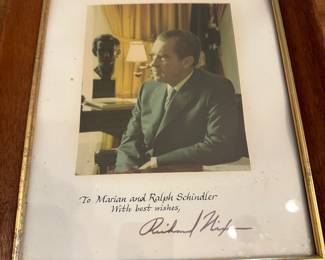 To Marian and Ralph Schindler
With best wishes,
Richard Nixon